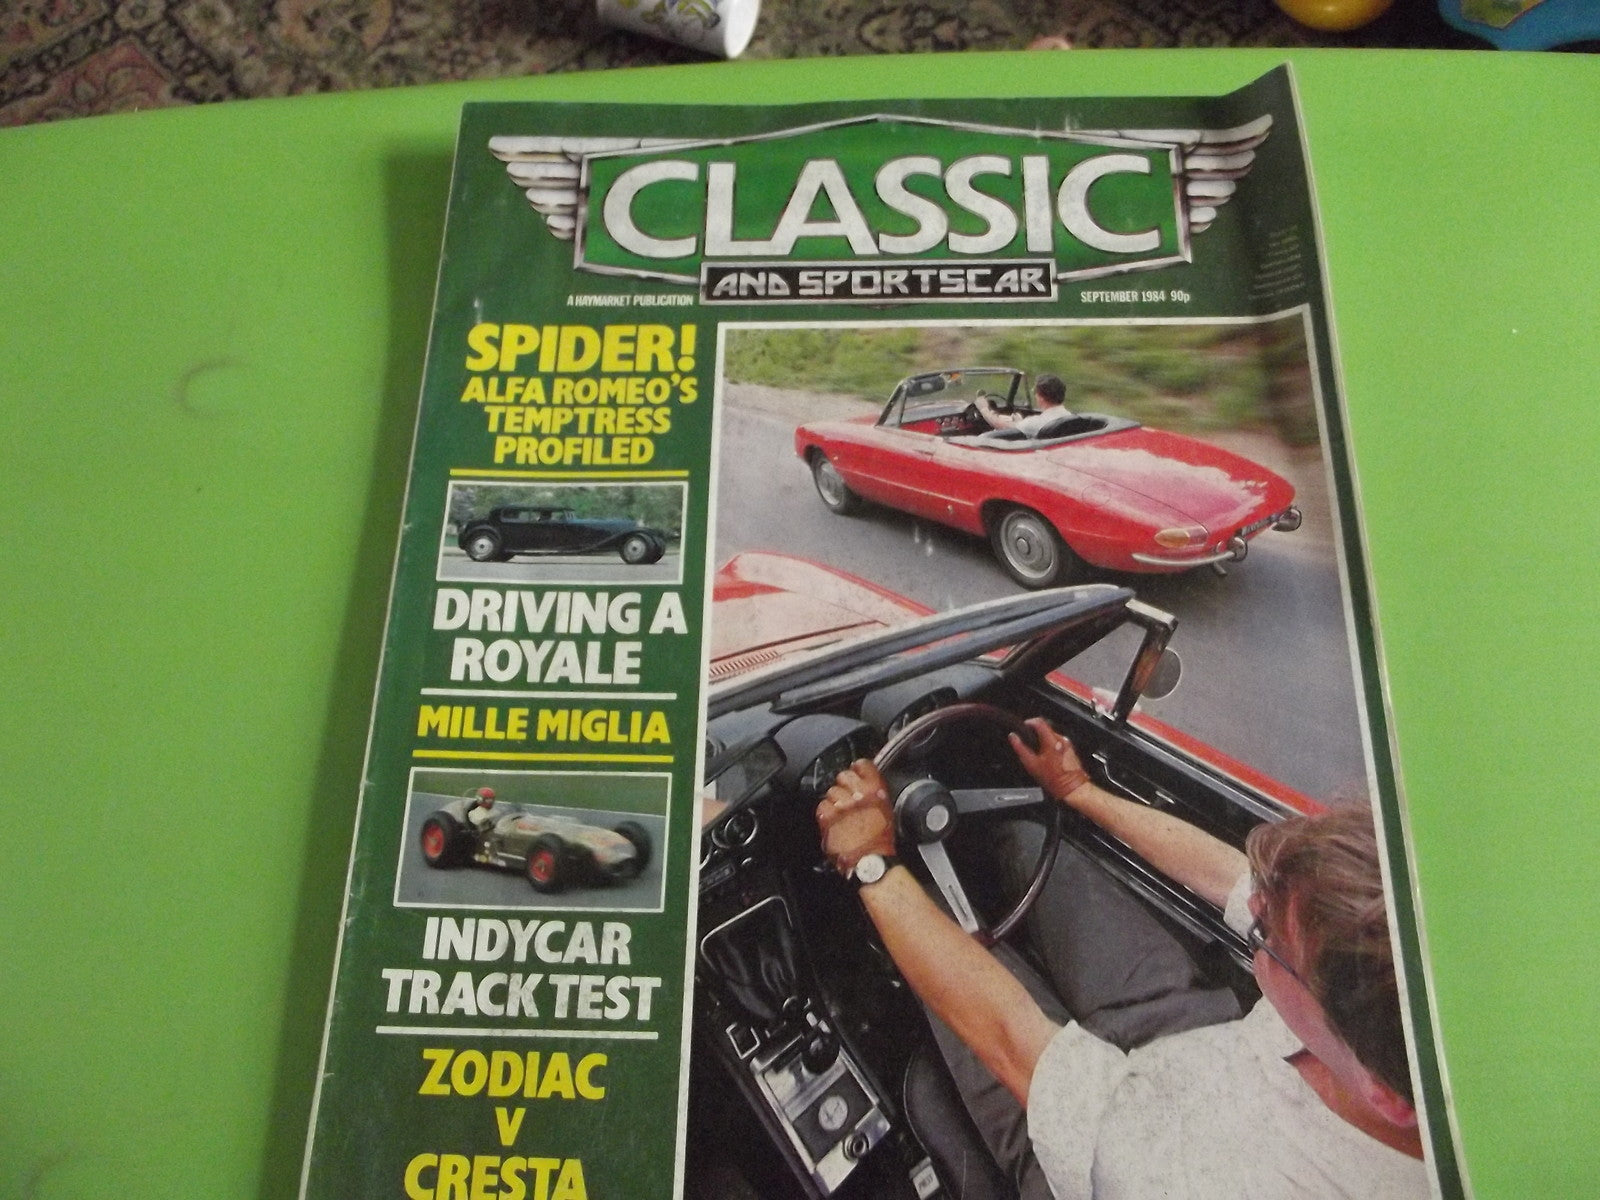 CLASSIC
AND SPORTSCAR
A HAYMARKET PUBLICATION
SEPTEMBER 1984 90p
SPIDER!
ALFA ROMEO'S
TEMPTRESS
PROFILED
DRIVING A
ROYALE
MILLE MIGLIA
INDYCAR
TRACK TEST
ZODIAC
V
CRESTA